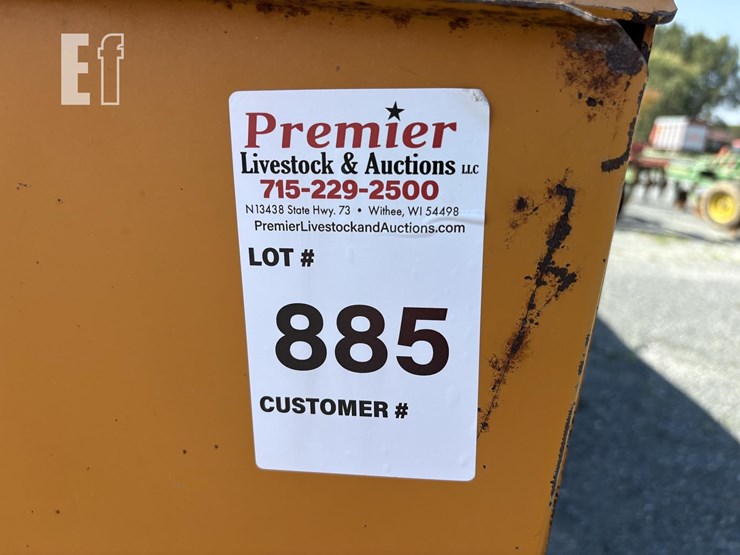 Ef
Premier
Livestock & Auctions LLC
715-229-2500
N13438 State Hwy. 73 • Withee, WI 54498
PremierLivestockandAuctions.com
LOT #
885
CUSTOMER #